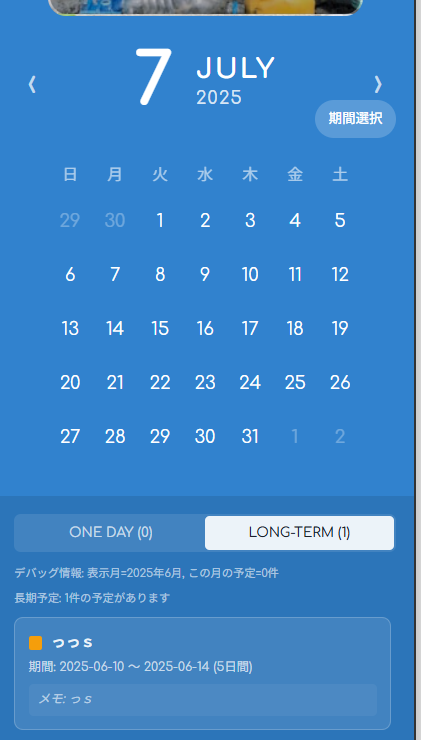 7 JULY
2025
期間選択
日 月 火 水 木 金 土
29 30 1 2 3 4 5
6 7 8 9 10 11 12
13 14 15 16 17 18 19
20 21 22 23 24 25 26
27 28 29 30 31 1 2
ONE DAY (0) LONG-TERM (1)
デバッグ情報: 表示月=2025年6月, この月の予定=0件
長期予定: 1件の予定があります
っっｓ
期間: 2025-06-10 〜 2025-06-14 (5日間)
メモ: っｓ